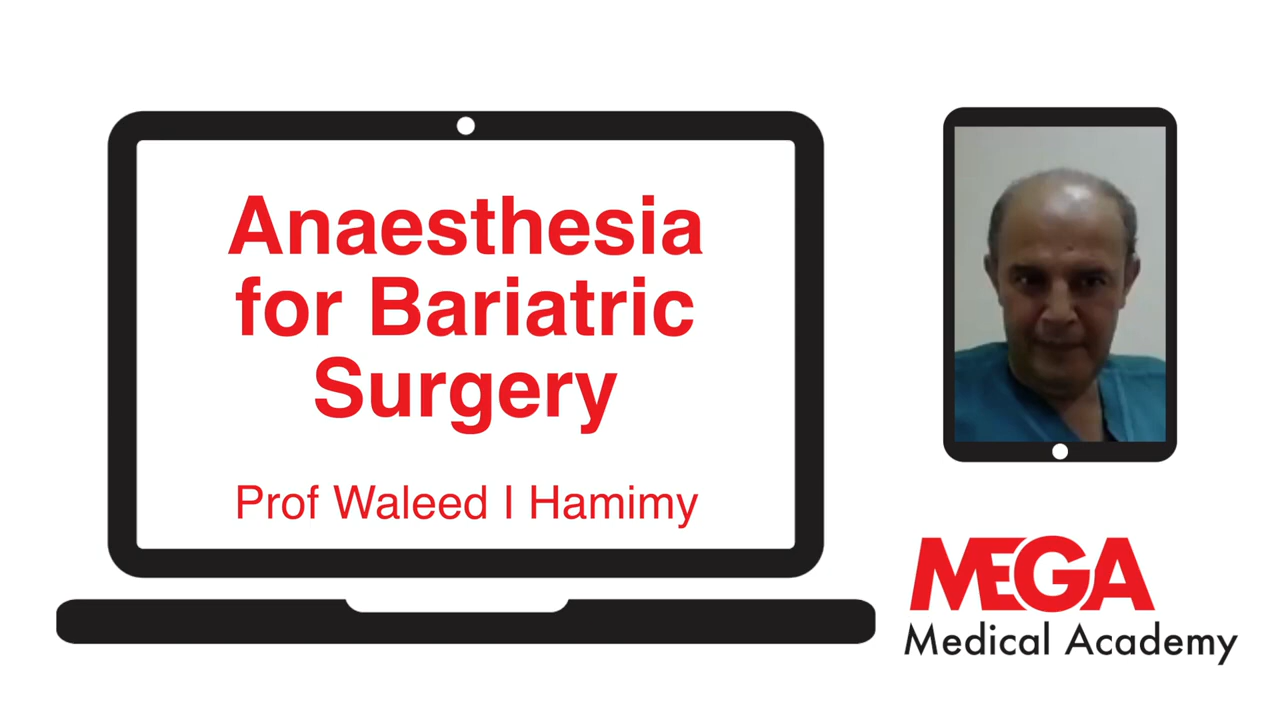 Anaesthesia
for Bariatric
Surgery
Prof Waleed I Hamimy
MEGA
Medical Academy